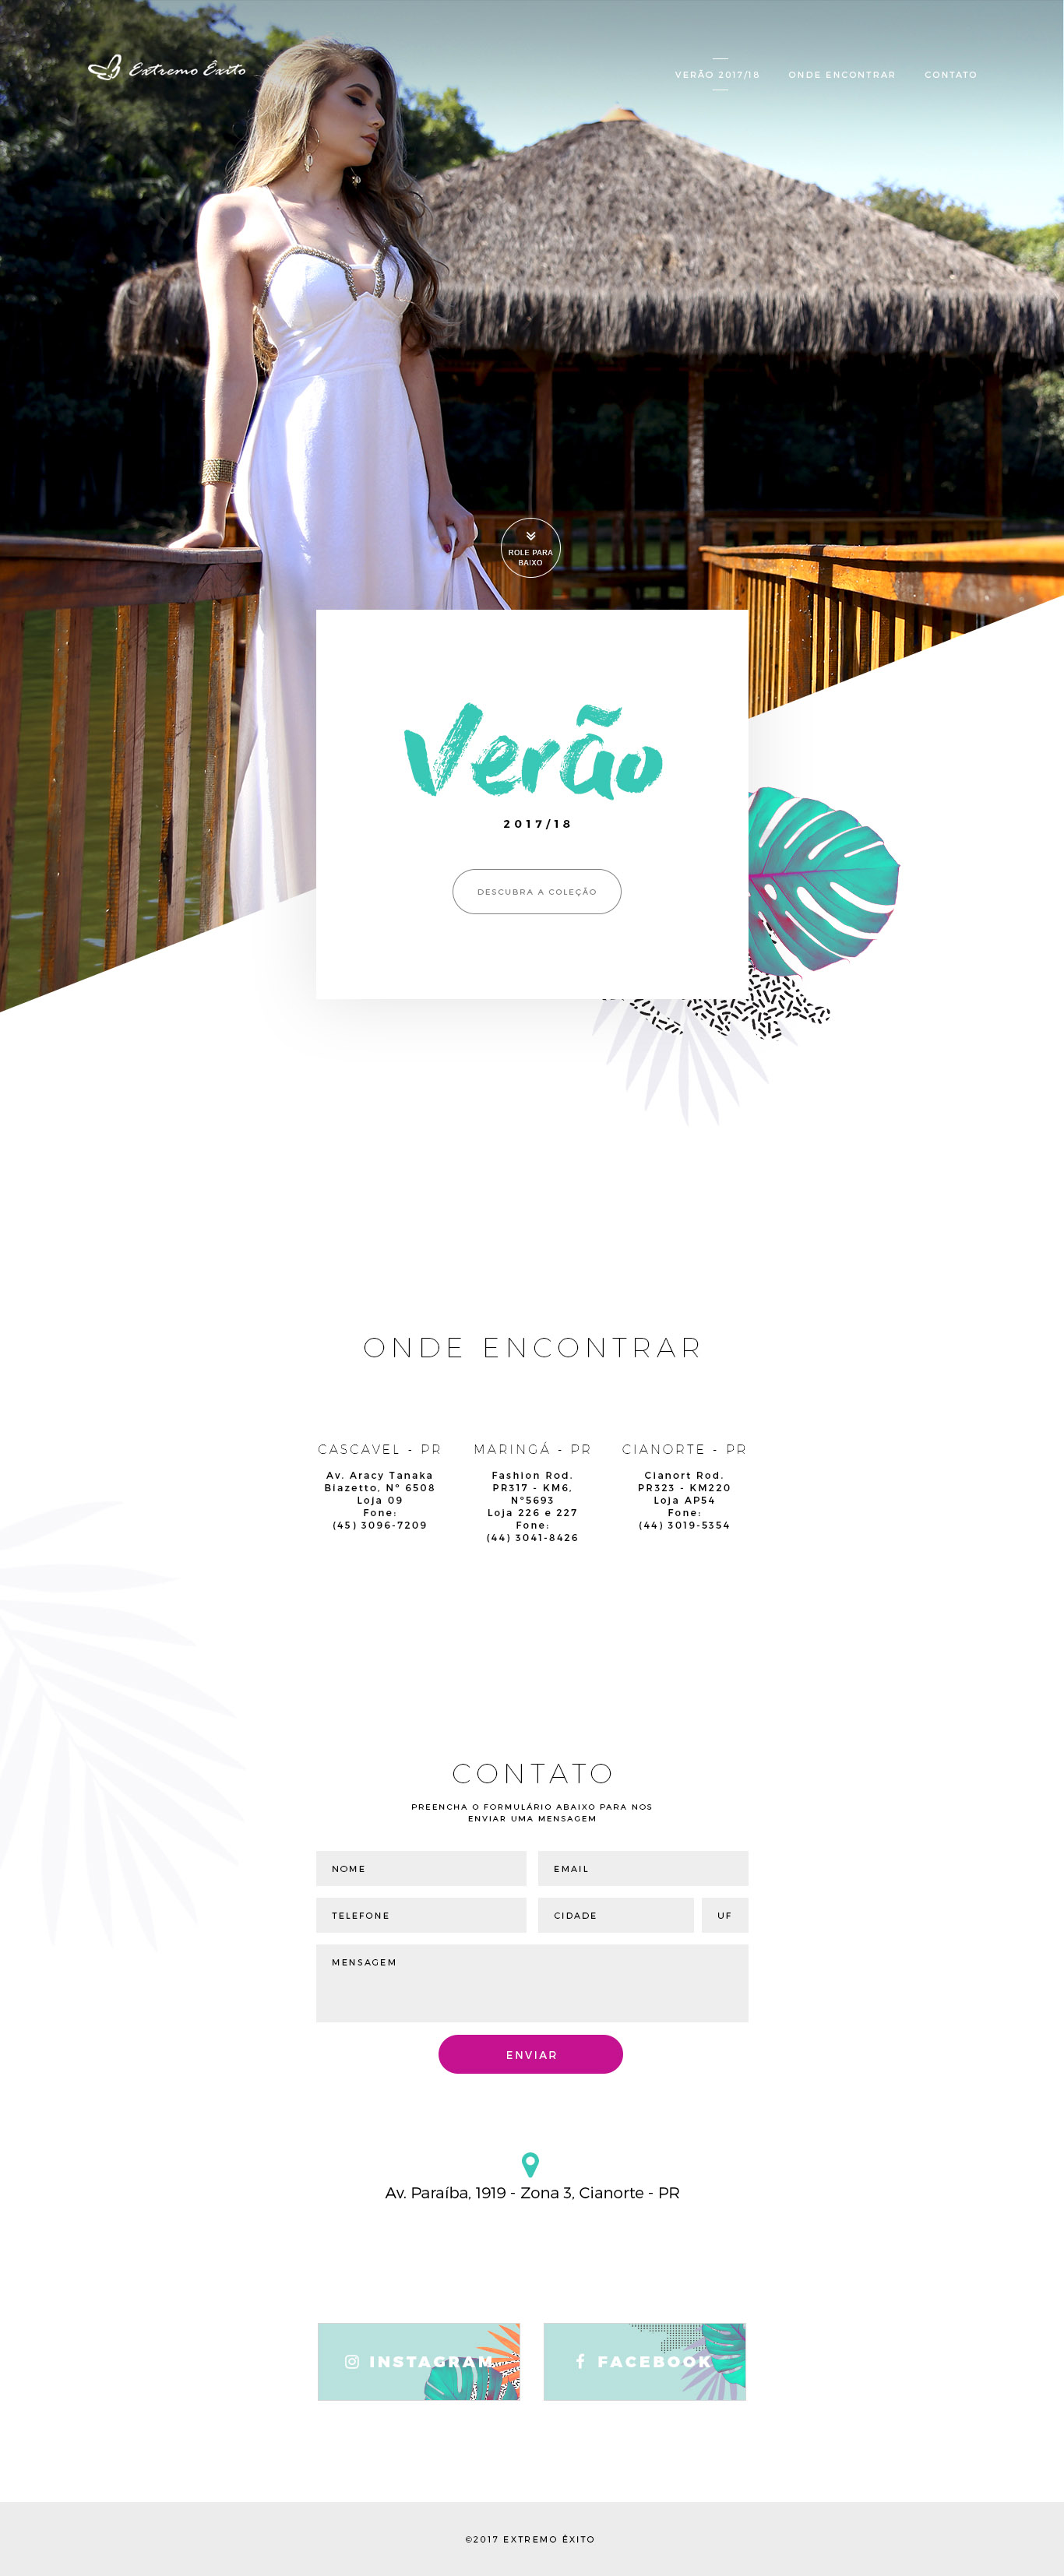 Extremo Êxito
VERÃO 2017/18
ONDE ENCONTRAR
CONTATO
ROLE PARA
BAIXO
Verão
2017/18
DESCUBRA A COLEÇÃO
ONDE ENCONTRAR
CASCAVEL - PR
Av. Aracy Tanaka
Biazetto, Nº 6508
Loja 09
Fone:
(45) 3096-7209
MARINGÁ - PR
Fashion Rod.
PR317 - KM6,
Nº5693
Loja 226 e 227
Fone:
(44) 3041-8426
CIANORTE - PR
Cianort Rod.
PR323 - KM220
Loja AP54
Fone:
(44) 3019-5354
CONTATO
PREENCHA O FORMULÁRIO ABAIXO PARA NOS
ENVIAR UMA MENSAGEM
NOME
EMAIL
TELEFONE
CIDADE
UF
MENSAGEM
ENVIAR
Av. Paraíba, 1919 - Zona 3, Cianorte - PR
INSTAGRAM
FACEBOOK
©2017 EXTREMO ÊXITO